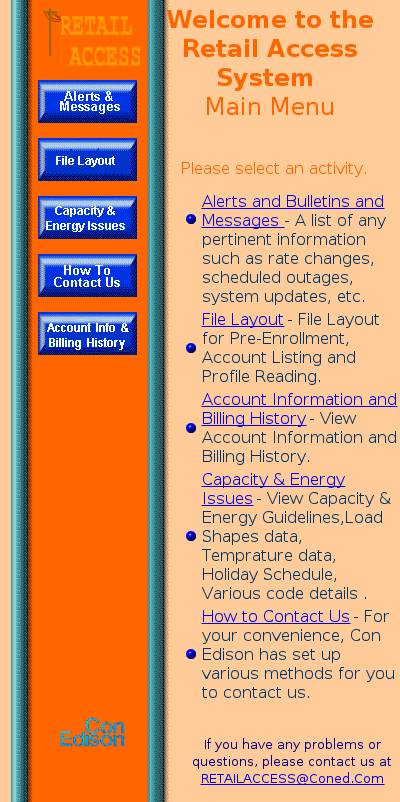 RETAIL
ACCESS
Alerts &
Messages
File Layout
Capacity &
Energy Issues
How To
Contact Us
Account Info &
Billing History
Con
Edison
Welcome to the
Retail Access
System
Main Menu
Please select an activity.
Alerts and Bulletins and
Messages - A list of any
pertinent information
such as rate changes,
scheduled outages,
system updates, etc.
File Layout - File Layout
for Pre-Enrollment,
Account Listing and
Profile Reading.
Account Information and
Billing History - View
Account Information and
Billing History.
Capacity & Energy
Issues - View Capacity &
Energy Guidelines,Load
Shapes data,
Temprature data,
Holiday Schedule,
Various code details .
How to Contact Us - For
your convenience, Con
Edison has set up
various methods for you
to contact us.
If you have any problems or
questions, please contact us at
RETAILACCESS@Coned.Com